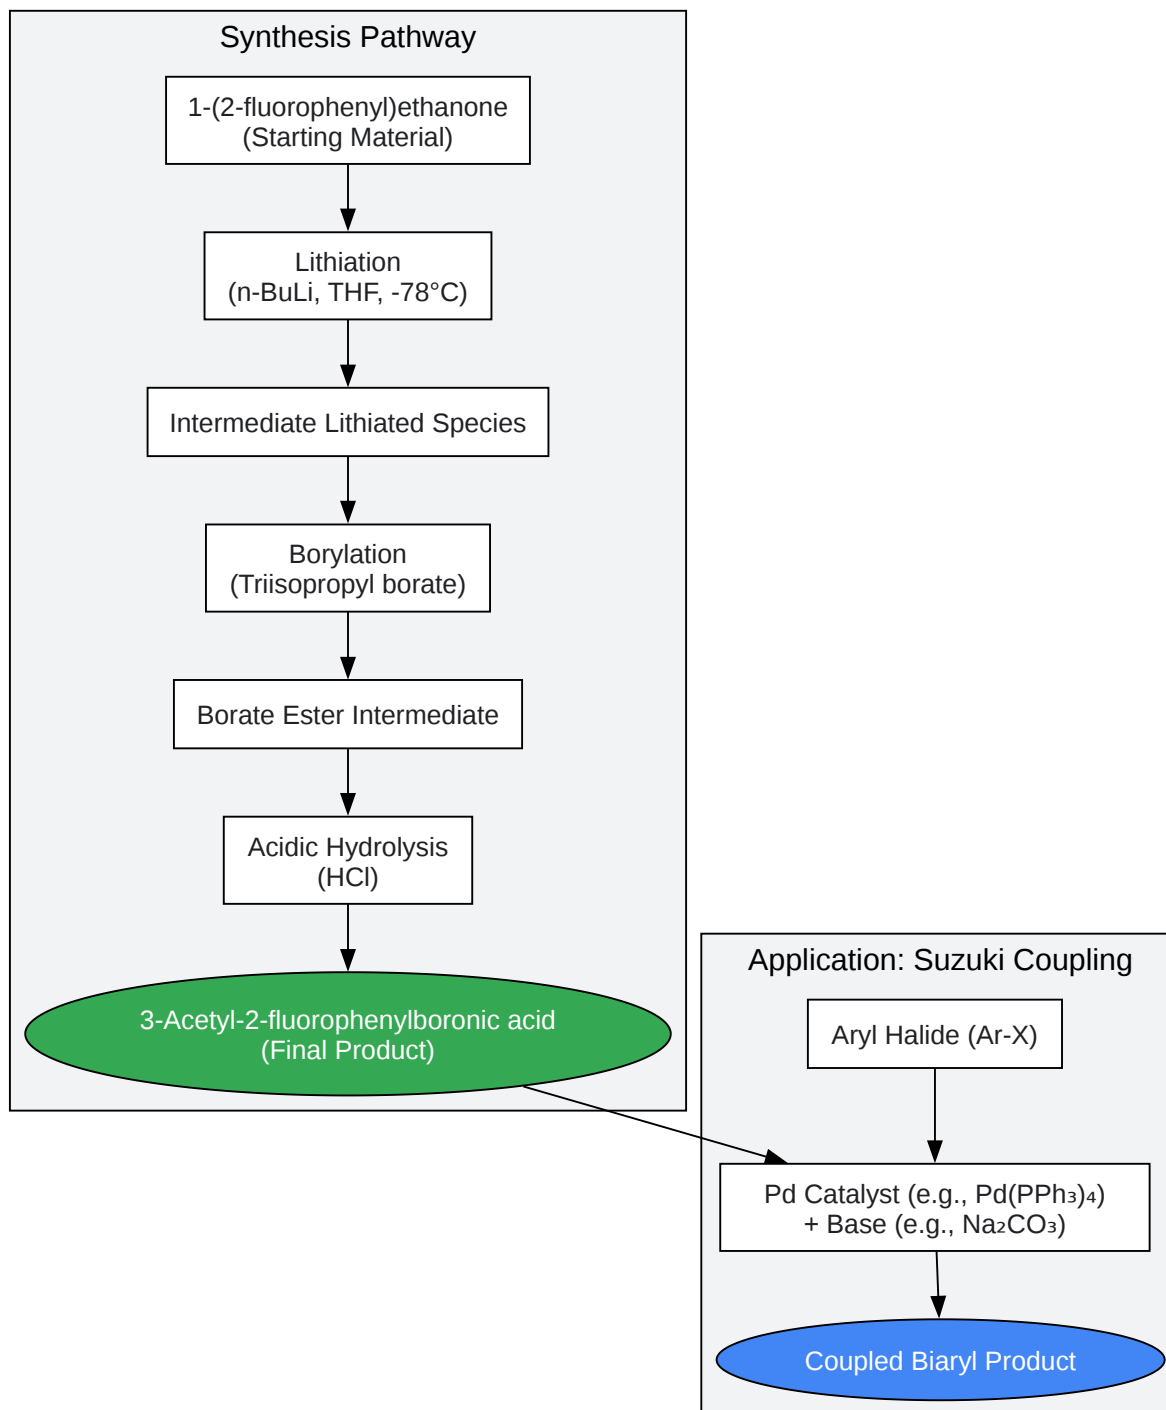 Synthesis Pathway
1-(2-fluorophenyl)ethanone
(Starting Material)
Lithiation
(n-BuLi, THF, -78°C)
Intermediate Lithiated Species
Borylation
(Triisopropyl borate)
Borate Ester Intermediate
Acidic Hydrolysis
(HCl)
3-Acetyl-2-fluorophenylboronic acid
(Final Product)
Application: Suzuki Coupling
Aryl Halide (Ar-X)
Pd Catalyst (e.g., Pd(PPh₃)₄)
+ Base (e.g., Na₂CO₃)
Coupled Biaryl Product